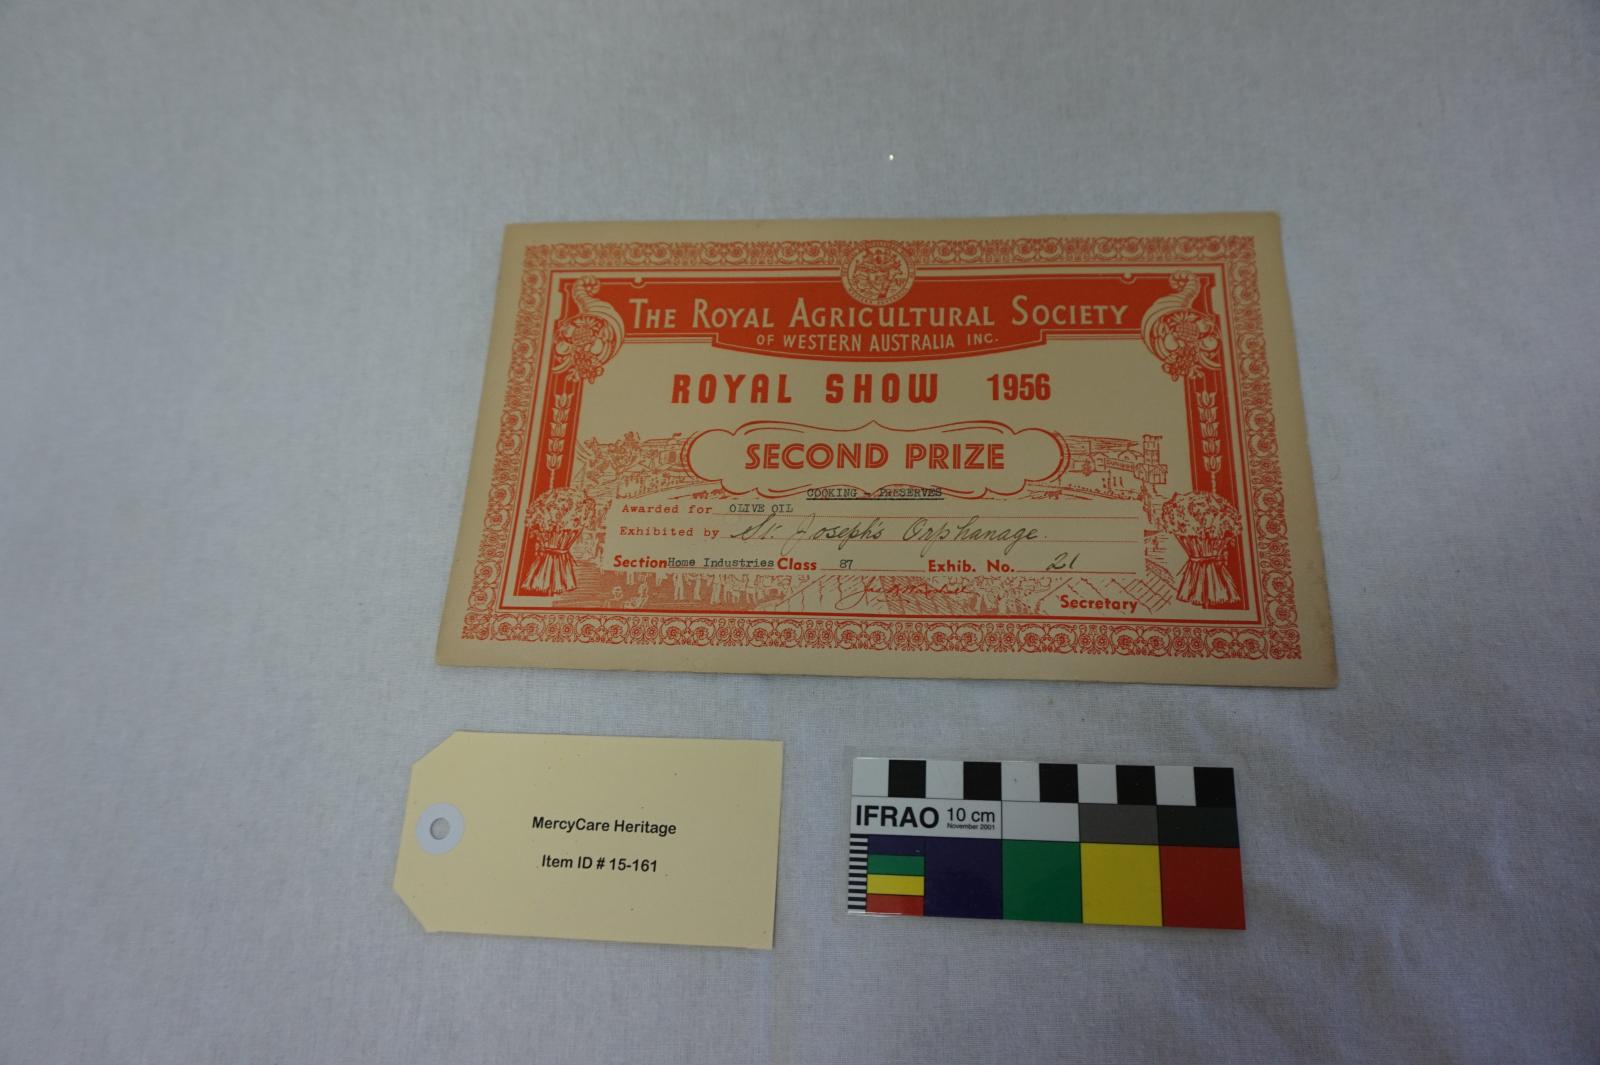 THE ROYAL AGRICULTURAL SOCIETY
OF WESTERN AUSTRALIA INC.
ROYAL SHOW 1956
SECOND PRIZE
COOKING - PRESERVES
Awarded for OLIVE OIL
Exhibited by St. Joseph's Orphanage.
Section Home Industries Class 87 Exhib. No. 21
Secretary
MercyCare Heritage
Item ID # 15-161
IFRAO 10 cm
November 2001